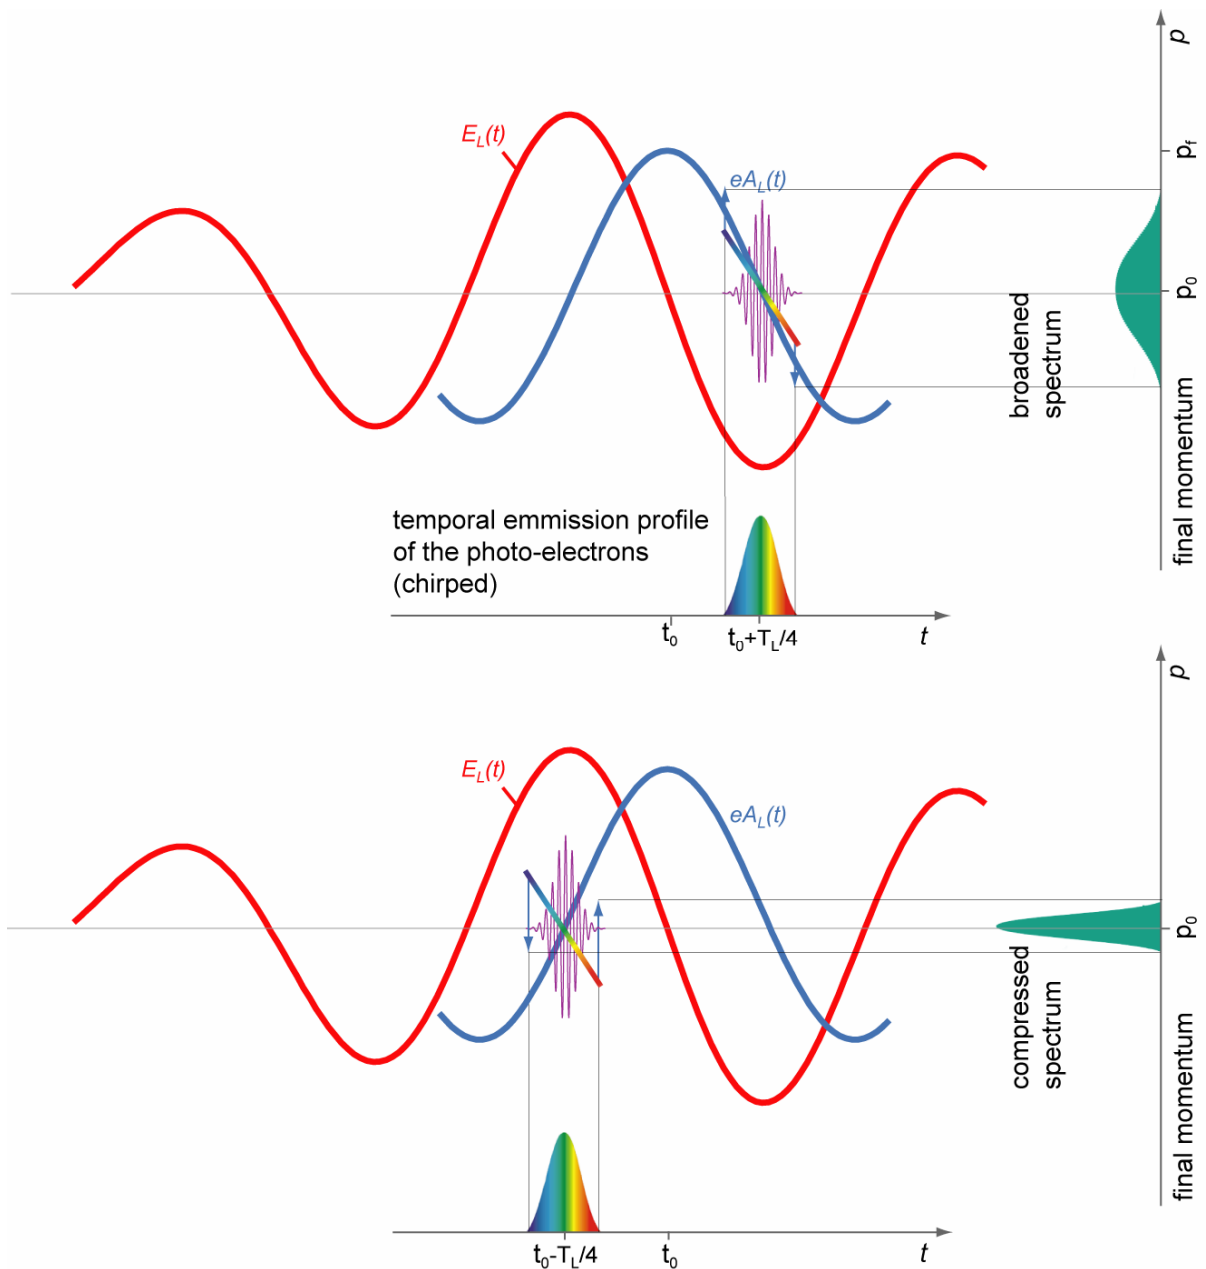 p
E_L(t)
p_f
eA_L(t)
p_0
broadened
spectrum
final momentum
temporal emmission profile
of the photo-electrons
(chirped)
t_0
t_0+T_L/4
t
p
E_L(t)
eA_L(t)
p_0
compressed
spectrum
final momentum
t_0-T_L/4
t_0
t